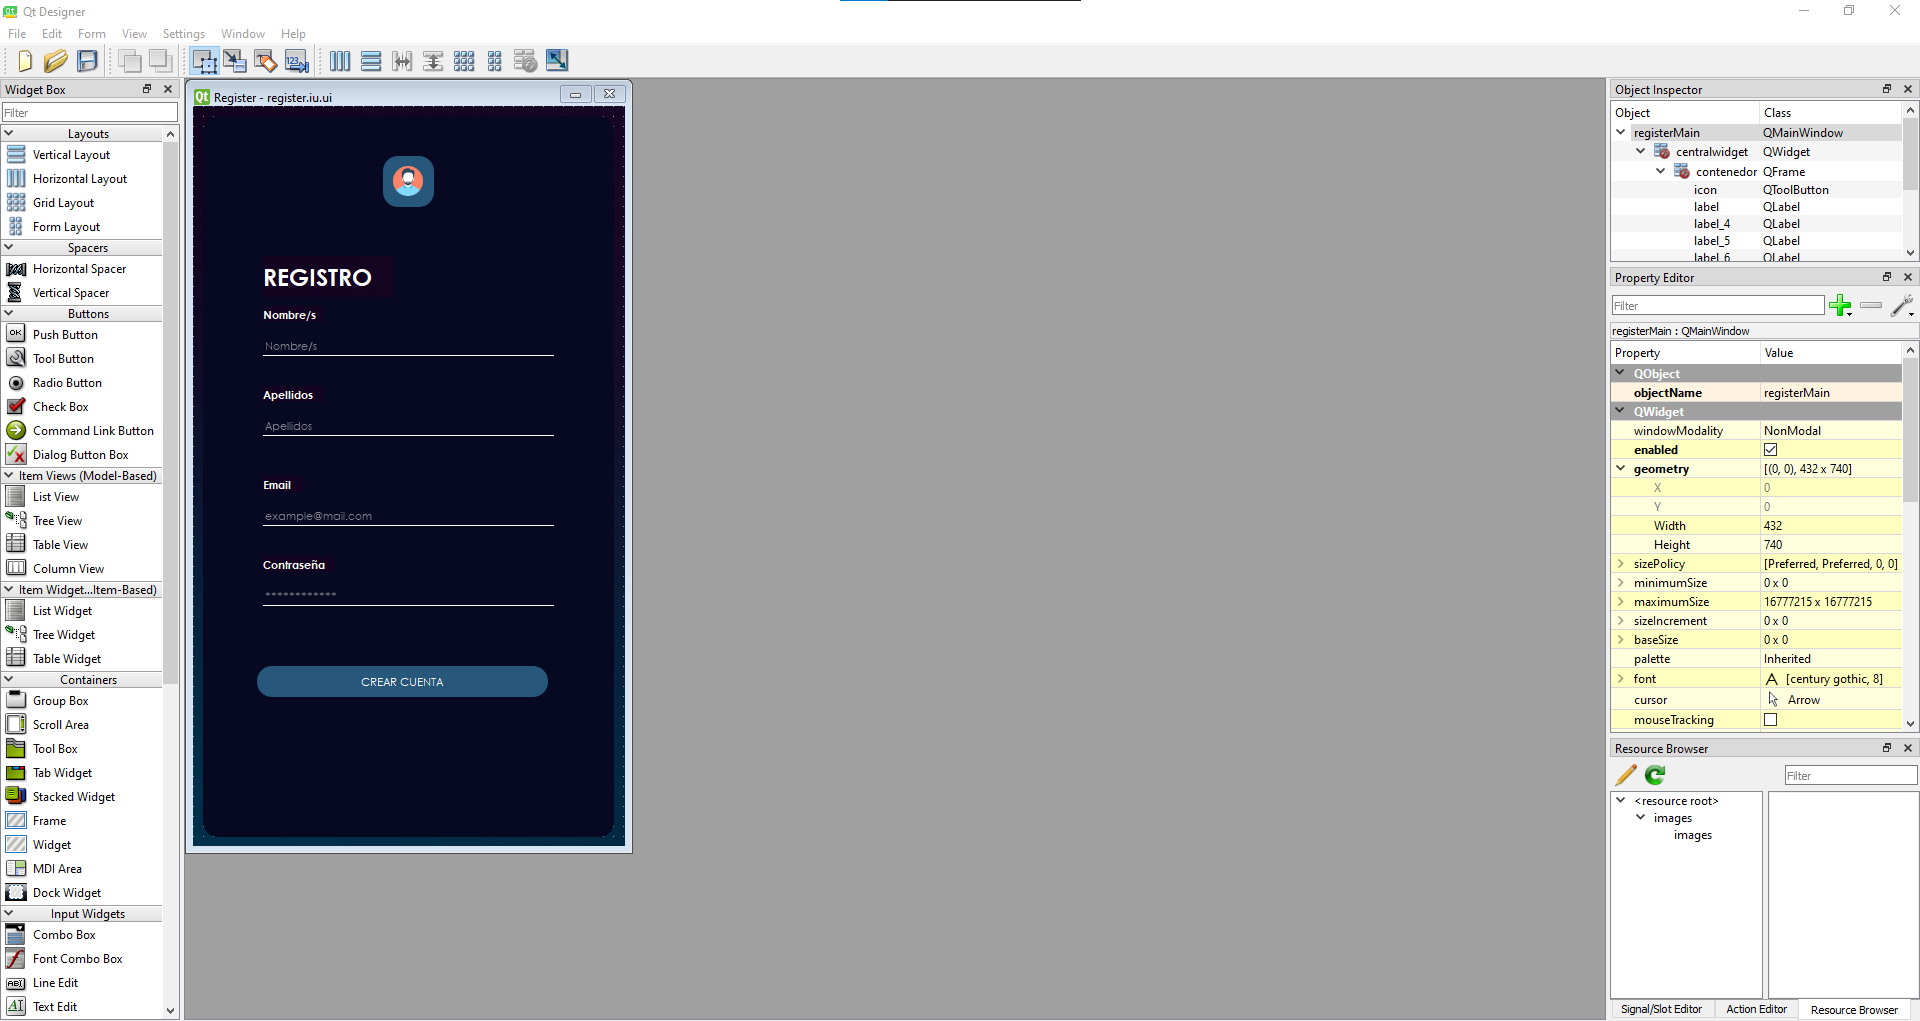 Qt Designer
File Edit Form View Settings Window Help
Widget Box
Filter
Layouts
Vertical Layout
Horizontal Layout
Grid Layout
Form Layout
Spacers
Horizontal Spacer
Vertical Spacer
Buttons
OK Push Button
Tool Button
Radio Button
Check Box
Command Link Button
Dialog Button Box
Item Views (Model-Based)
List View
Tree View
Table View
Column View
Item Widget...Item-Based)
List Widget
Tree Widget
Table Widget
Containers
Group Box
Scroll Area
Tool Box
Tab Widget
Stacked Widget
Frame
Widget
MDI Area
Dock Widget
Input Widgets
Combo Box
Font Combo Box
Line Edit
Text Edit
Register - register.iu.ui
REGISTRO
Nombre/s
Nombre/s
Apellidos
Apellidos
Email
example@mail.com
Contraseña
************
CREAR CUENTA
Object Inspector
Object Class
registerMain QMainWindow
centralwidget QWidget
contenedor QFrame
icon QToolButton
label QLabel
label_4 QLabel
label_5 QLabel
label_6 QLabel
Property Editor
Filter
registerMain : QMainWindow
Property Value
QObject
objectName registerMain
QWidget
windowModality NonModal
enabled
geometry [(0, 0), 432 x 740]
X 0
Y 0
Width 432
Height 740
sizePolicy [Preferred, Preferred, 0, 0]
minimumSize 0 x 0
maximumSize 16777215 x 16777215
sizeIncrement 0 x 0
baseSize 0 x 0
palette Inherited
font A [century gothic, 8]
cursor Arrow
mouseTracking
Resource Browser
Filter
<resource root>
images
images
Signal/Slot Editor Action Editor Resource Browser